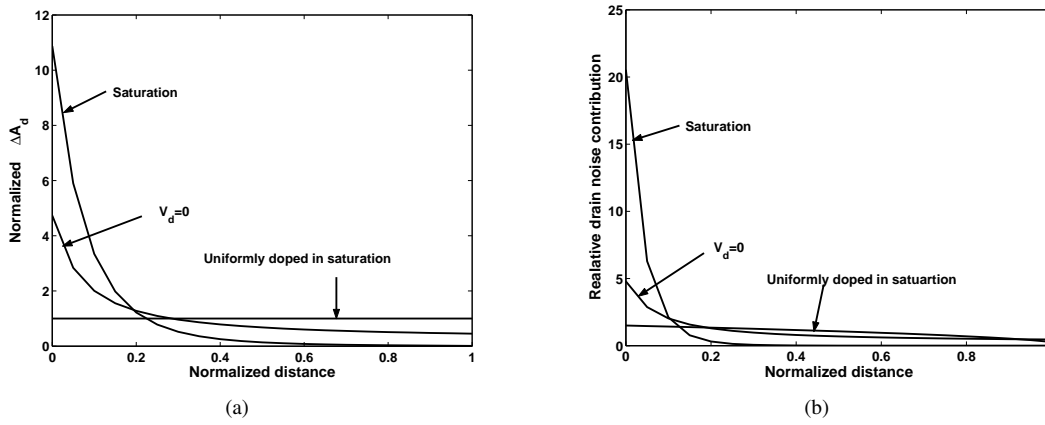 12
10
8
6
4
2
0
Normalized ΔA_d
Saturation
V_d=0
Uniformly doped in saturation
0
0.2
0.4
0.6
0.8
1
Normalized distance
(a)
25
20
15
10
5
0
Realative drain noise contribution
Saturation
V_d=0
Uniformly doped in satuartion
0
0.2
0.4
0.6
0.8
Normalized distance
(b)